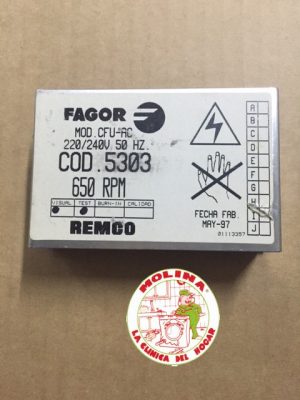 FAGOR
MOD. CFU-AC
220/240V. 50 HZ.
COD. 5303
650 RPM
VISUAL TEST BURN-IN CALIDAD
REMCO
A
B
C
D
E
F
G
H
I
J
FECHA FAB.
MAY-97
01113397
MOLINA
LA CLINICA DEL HOGAR